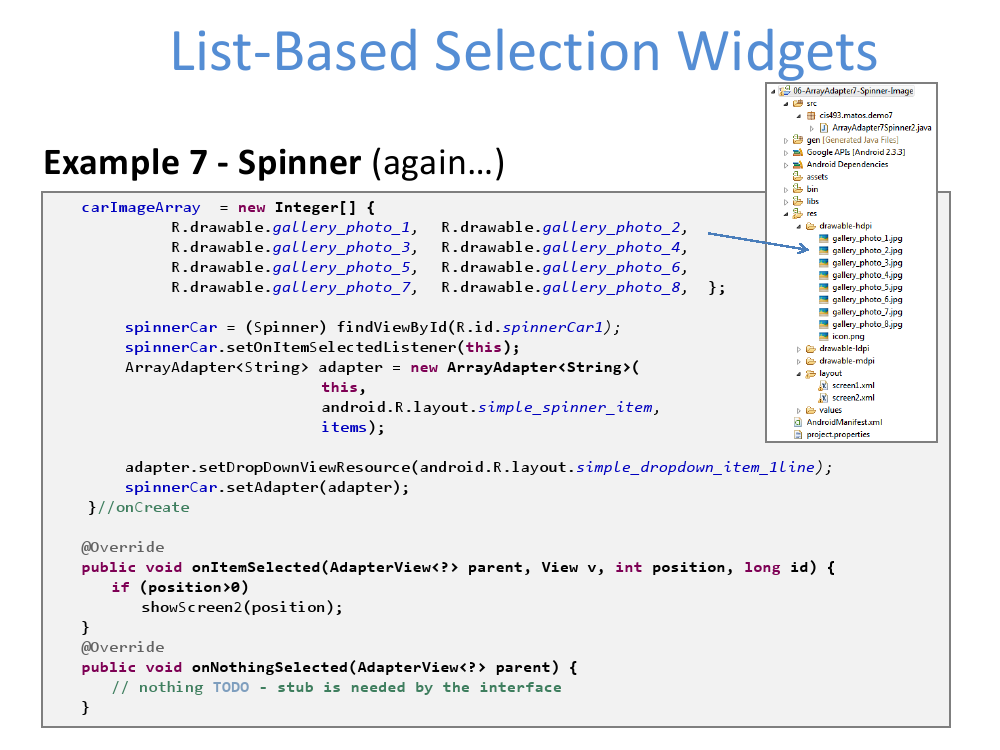 List-Based Selection Widgets
Example 7 - Spinner (again…)
carImageArray = new Integer[] {
R.drawable.gallery_photo_1, R.drawable.gallery_photo_2,
R.drawable.gallery_photo_3, R.drawable.gallery_photo_4,
R.drawable.gallery_photo_5, R.drawable.gallery_photo_6,
R.drawable.gallery_photo_7, R.drawable.gallery_photo_8, };
spinnerCar = (Spinner) findViewById(R.id.spinnerCar1);
spinnerCar.setOnItemSelectedListener(this);
ArrayAdapter<String> adapter = new ArrayAdapter<String>(
this,
android.R.layout.simple_spinner_item,
items);
adapter.setDropDownViewResource(android.R.layout.simple_dropdown_item_1line);
spinnerCar.setAdapter(adapter);
}//onCreate
@Override
public void onItemSelected(AdapterView<?> parent, View v, int position, long id) {
if (position>0)
showScreen2(position);
}
@Override
public void onNothingSelected(AdapterView<?> parent) {
// nothing TODO - stub is needed by the interface
}
06-ArrayAdapter7-Spinner-Image
src
cis493.matos.demo7
ArrayAdapter7Spinner2.java
gen [Generated Java Files]
Google APIs [Android 2.3.3]
Android Dependencies
assets
bin
libs
res
drawable-hdpi
gallery_photo_1.jpg
gallery_photo_2.jpg
gallery_photo_3.jpg
gallery_photo_4.jpg
gallery_photo_5.jpg
gallery_photo_6.jpg
gallery_photo_7.jpg
gallery_photo_8.jpg
icon.png
drawable-ldpi
drawable-mdpi
layout
screen1.xml
screen2.xml
values
AndroidManifest.xml
project.properties